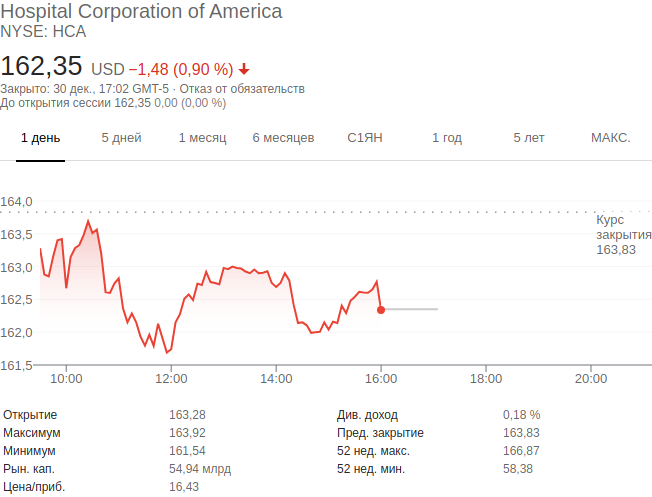 Hospital Corporation of America
NYSE: HCA
162,35 USD −1,48 (0,90 %)
Закрыто: 30 дек., 17:02 GMT-5 · Отказ от обязательств
До открытия сессии 162,35 0,00 (0,00 %)
1 день 5 дней 1 месяц 6 месяцев С1ЯН 1 год 5 лет МАКС.
164,0
Курс
163,5 закрытия
163,83
163,0
162,5
162,0
161,5
10:00 12:00 14:00 16:00 18:00 20:00
Открытие 163,28 Див. доход 0,18 %
Максимум 163,92 Пред. закрытие 163,83
Минимум 161,54 52 нед. макс. 166,87
Рын. кап. 54,94 млрд 52 нед. мин. 58,38
Цена/приб. 16,43